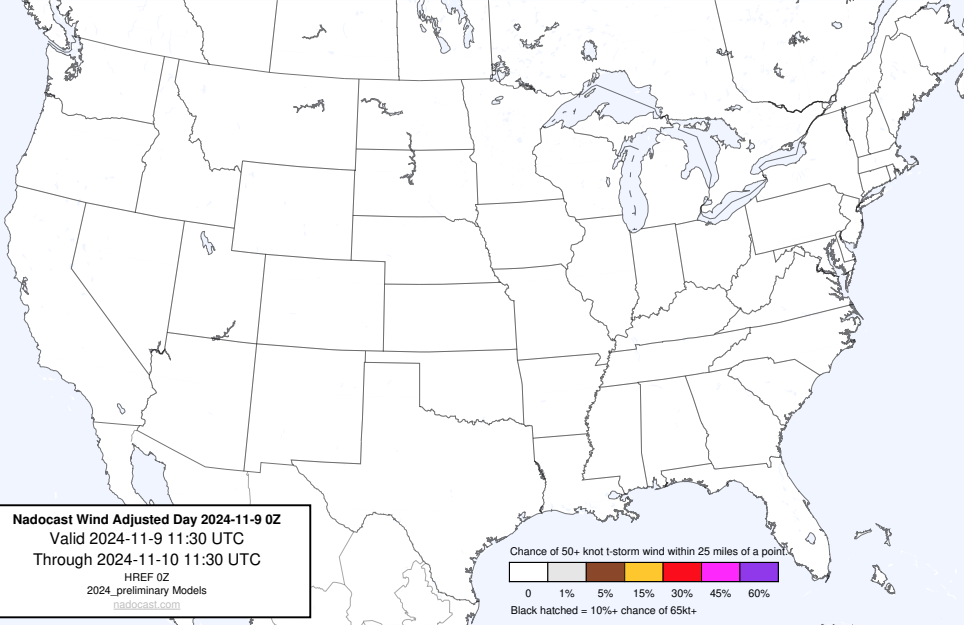 Nadocast Wind Adjusted Day 2024-11-9 0Z
Valid 2024-11-9 11:30 UTC
Through 2024-11-10 11:30 UTC
HREF 0Z
2024_preliminary Models
nadocast.com
Chance of 50+ knot t-storm wind within 25 miles of a point.
0 1% 5% 15% 30% 45% 60%
Black hatched = 10%+ chance of 65kt+